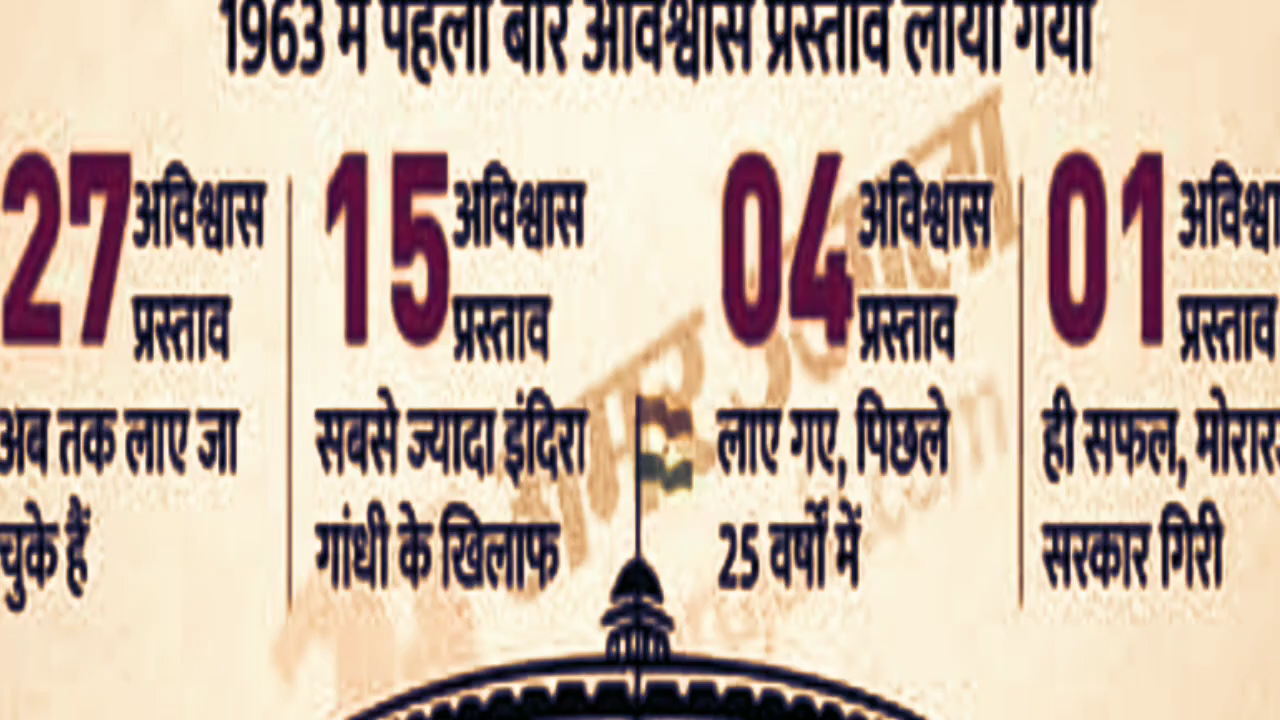 1963 में पहली बार अविश्वास प्रस्ताव लाया गया
27 अविश्वास
प्रस्ताव
अब तक लाए जा
चुके हैं
15 अविश्वास
प्रस्ताव
सबसे ज्यादा इंदिरा
गांधी के खिलाफ
04 अविश्वास
प्रस्ताव
लाए गए, पिछले
25 वर्षों में
01
प्रस्ताव
ही सफल,
सरकार गिरी